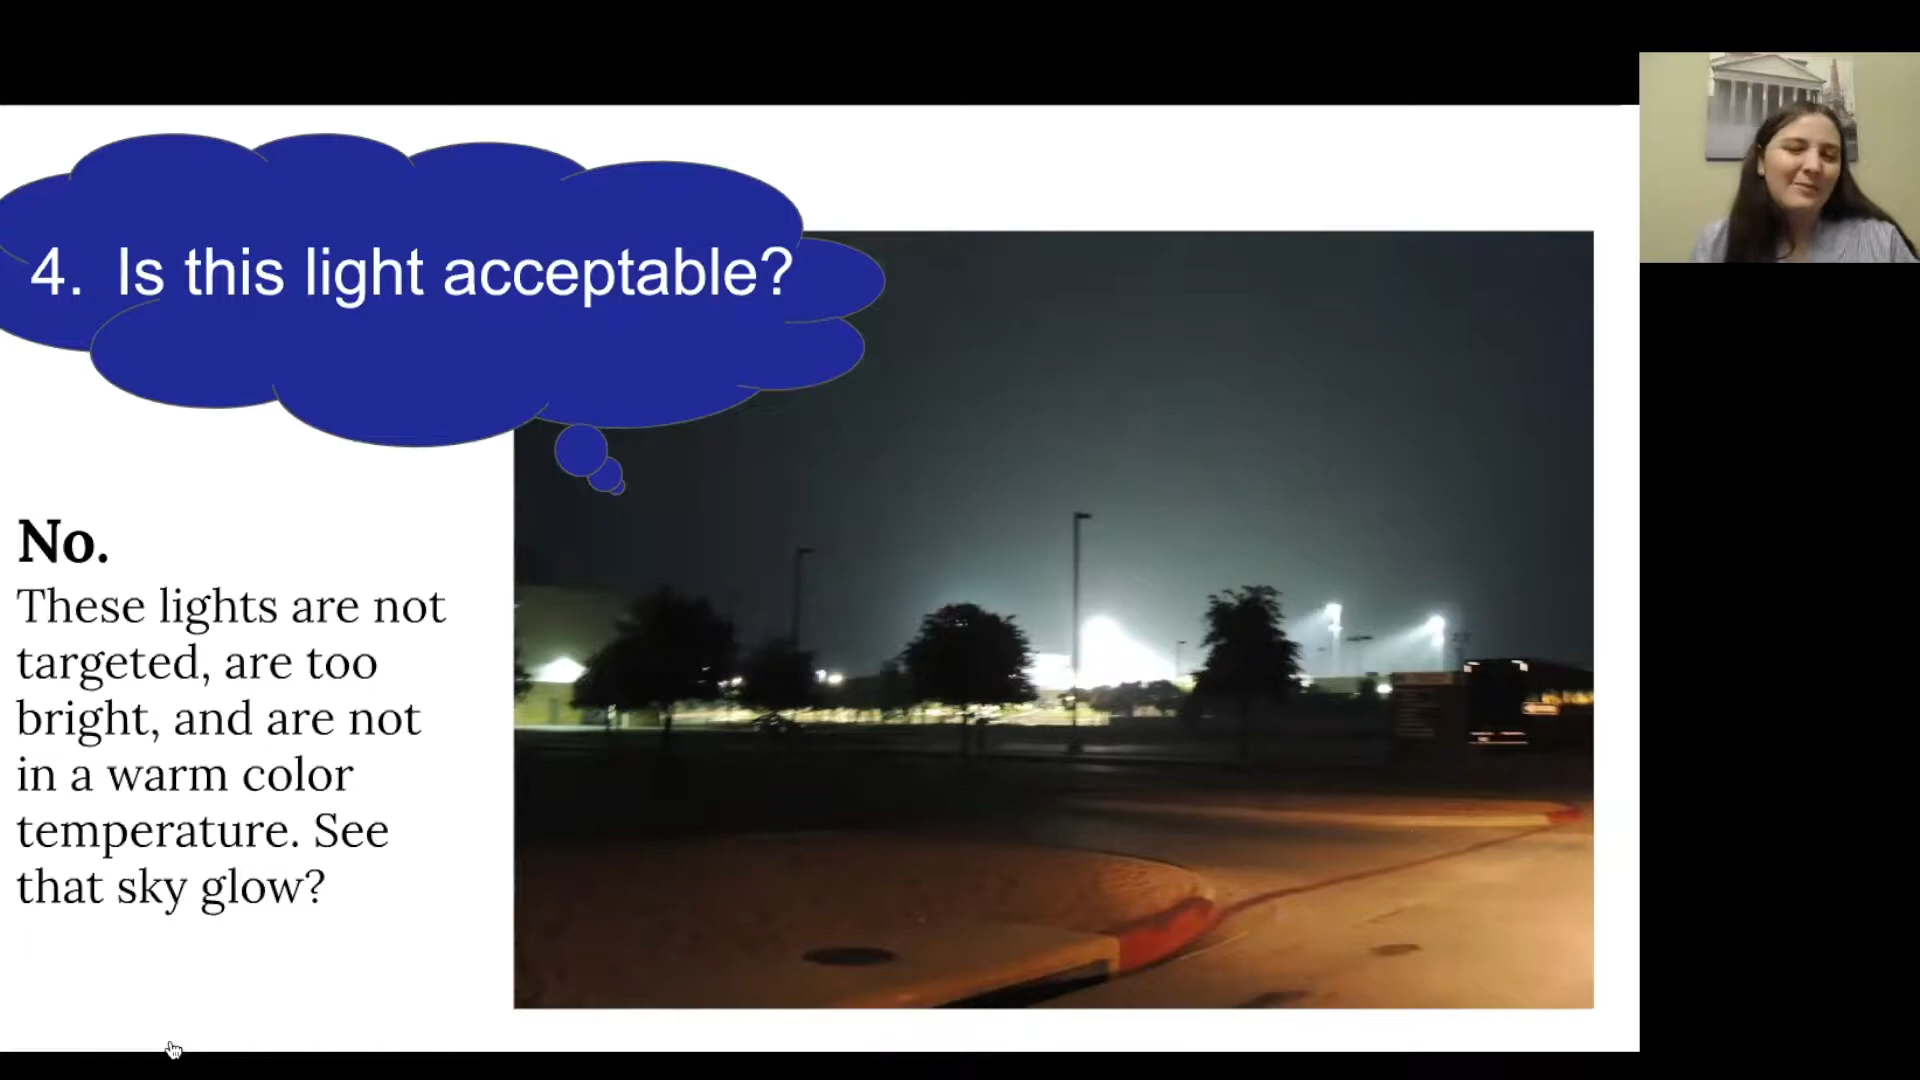 4. Is this light acceptable?
No.
These lights are not
targeted, are too
bright, and are not
in a warm color
temperature. See
that sky glow?